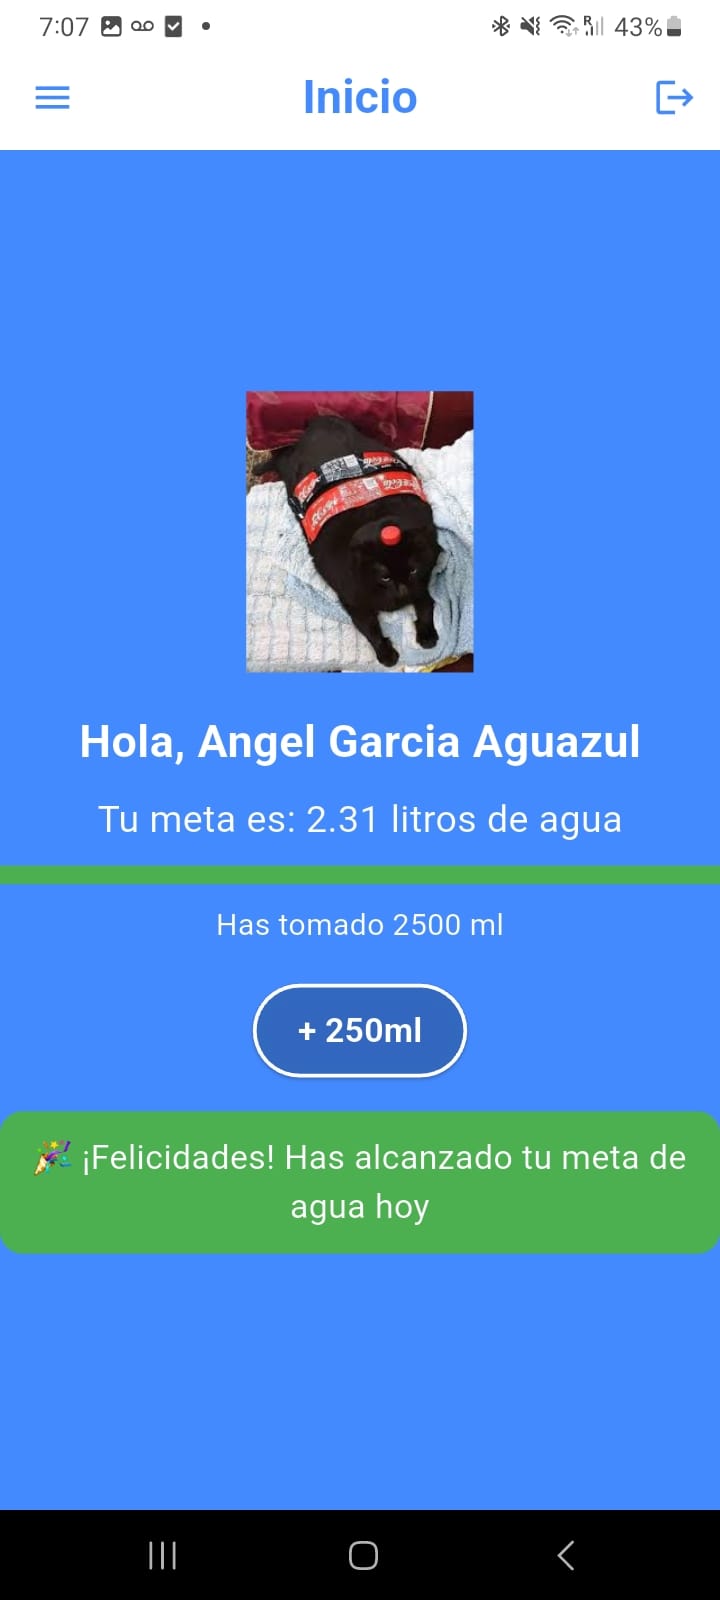 7:07
43%
Inicio
Hola, Angel Garcia Aguazul
Tu meta es: 2.31 litros de agua
Has tomado 2500 ml
+ 250ml
🎉 ¡Felicidades! Has alcanzado tu meta de
agua hoy